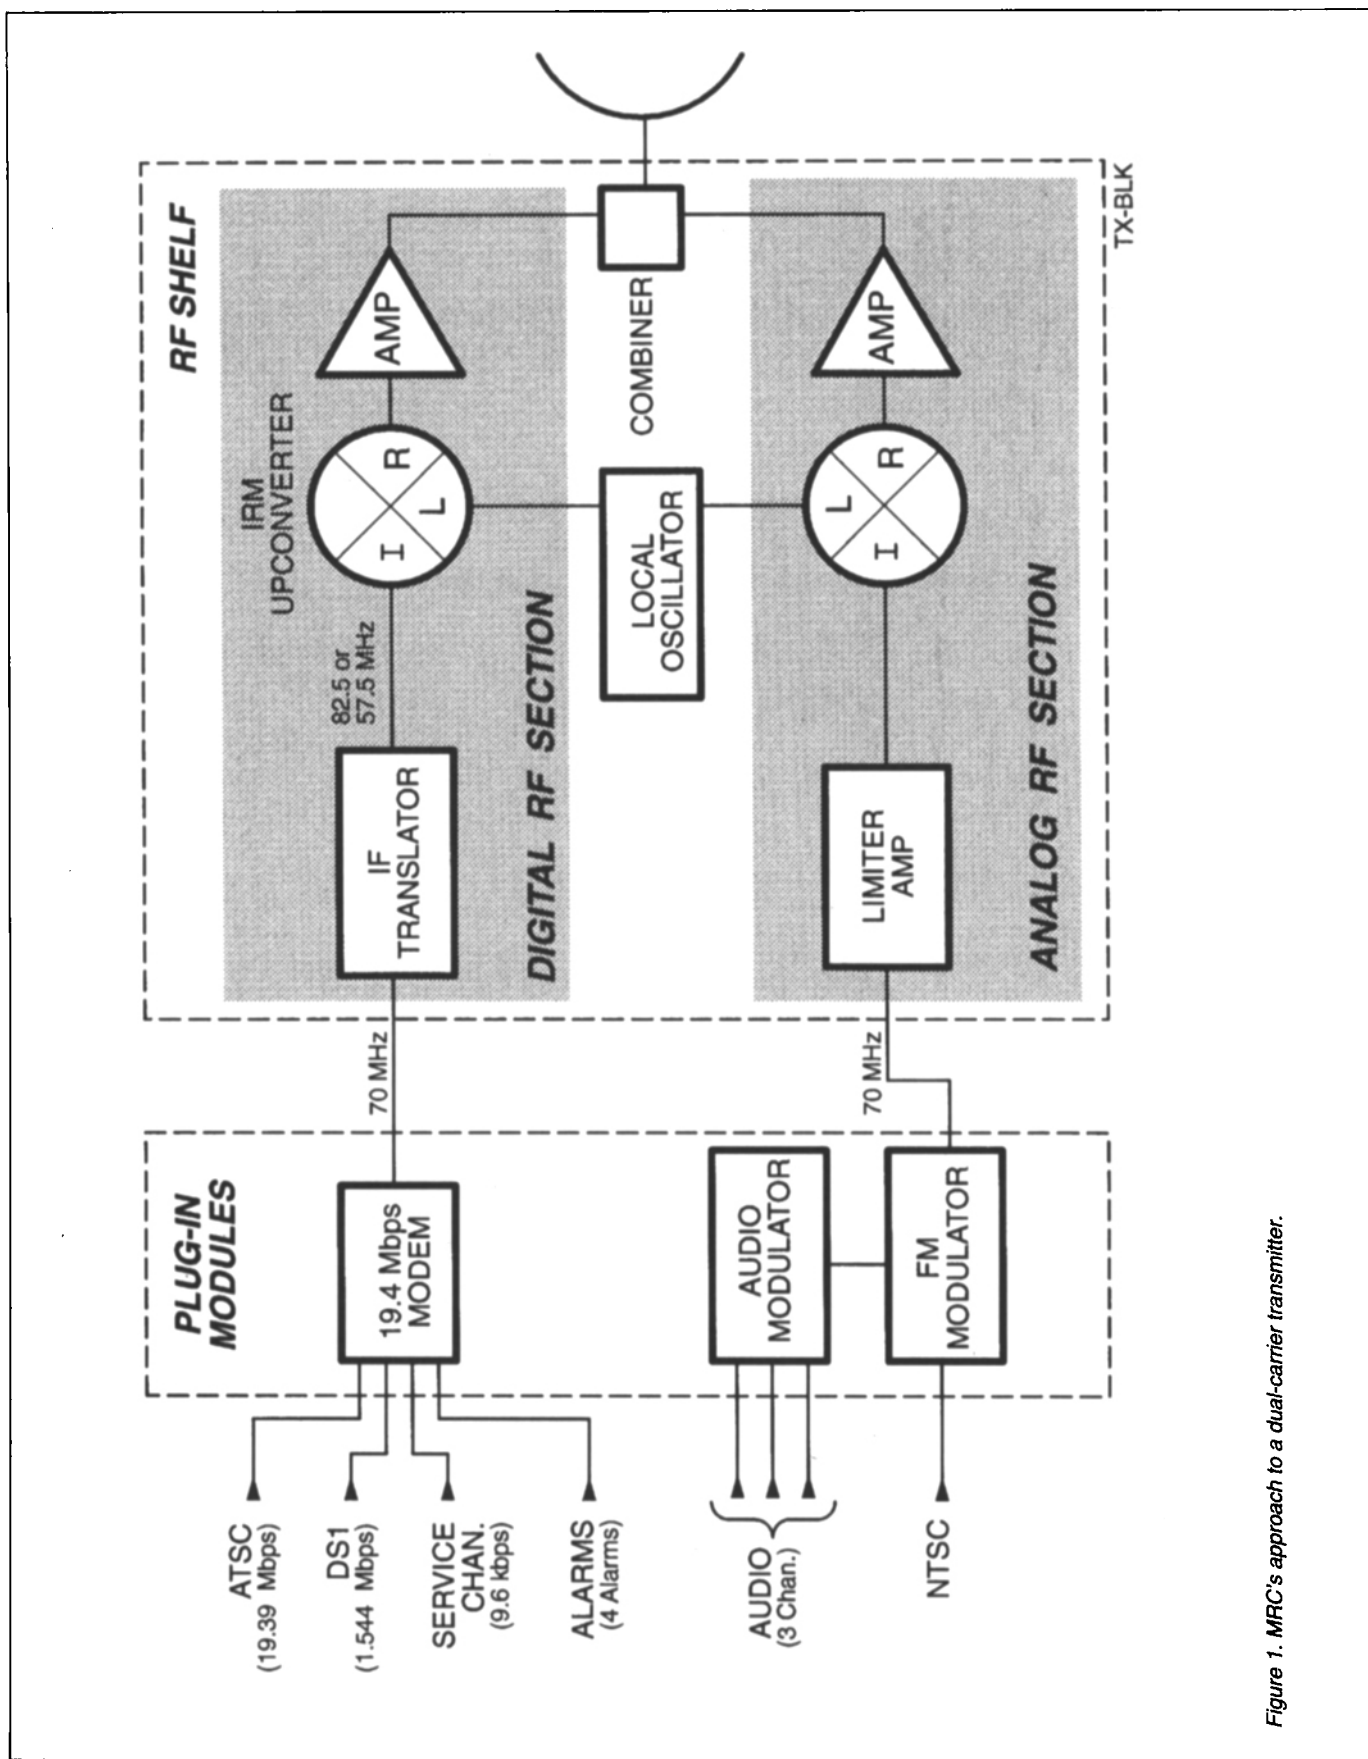 PLUG-IN
MODULES
RF SHELF
ATSC
(19.39 Mbps)
DS1
(1.544 Mbps)
SERVICE
CHAN.
(9.6 kbps)
ALARMS
(4 Alarms)
19.4 Mbps
MODEM
70 MHz
IF
TRANSLATOR
82.5 or
57.5 MHz
IRM
UPCONVERTER
I
L
R
AMP
DIGITAL RF SECTION
LOCAL
OSCILLATOR
COMBINER
AUDIO
(3 Chan.)
AUDIO
MODULATOR
NTSC
FM
MODULATOR
70 MHz
LIMITER
AMP
I
L
R
AMP
ANALOG RF SECTION
TX-BLK
Figure 1. MRC's approach to a dual-carrier transmitter.